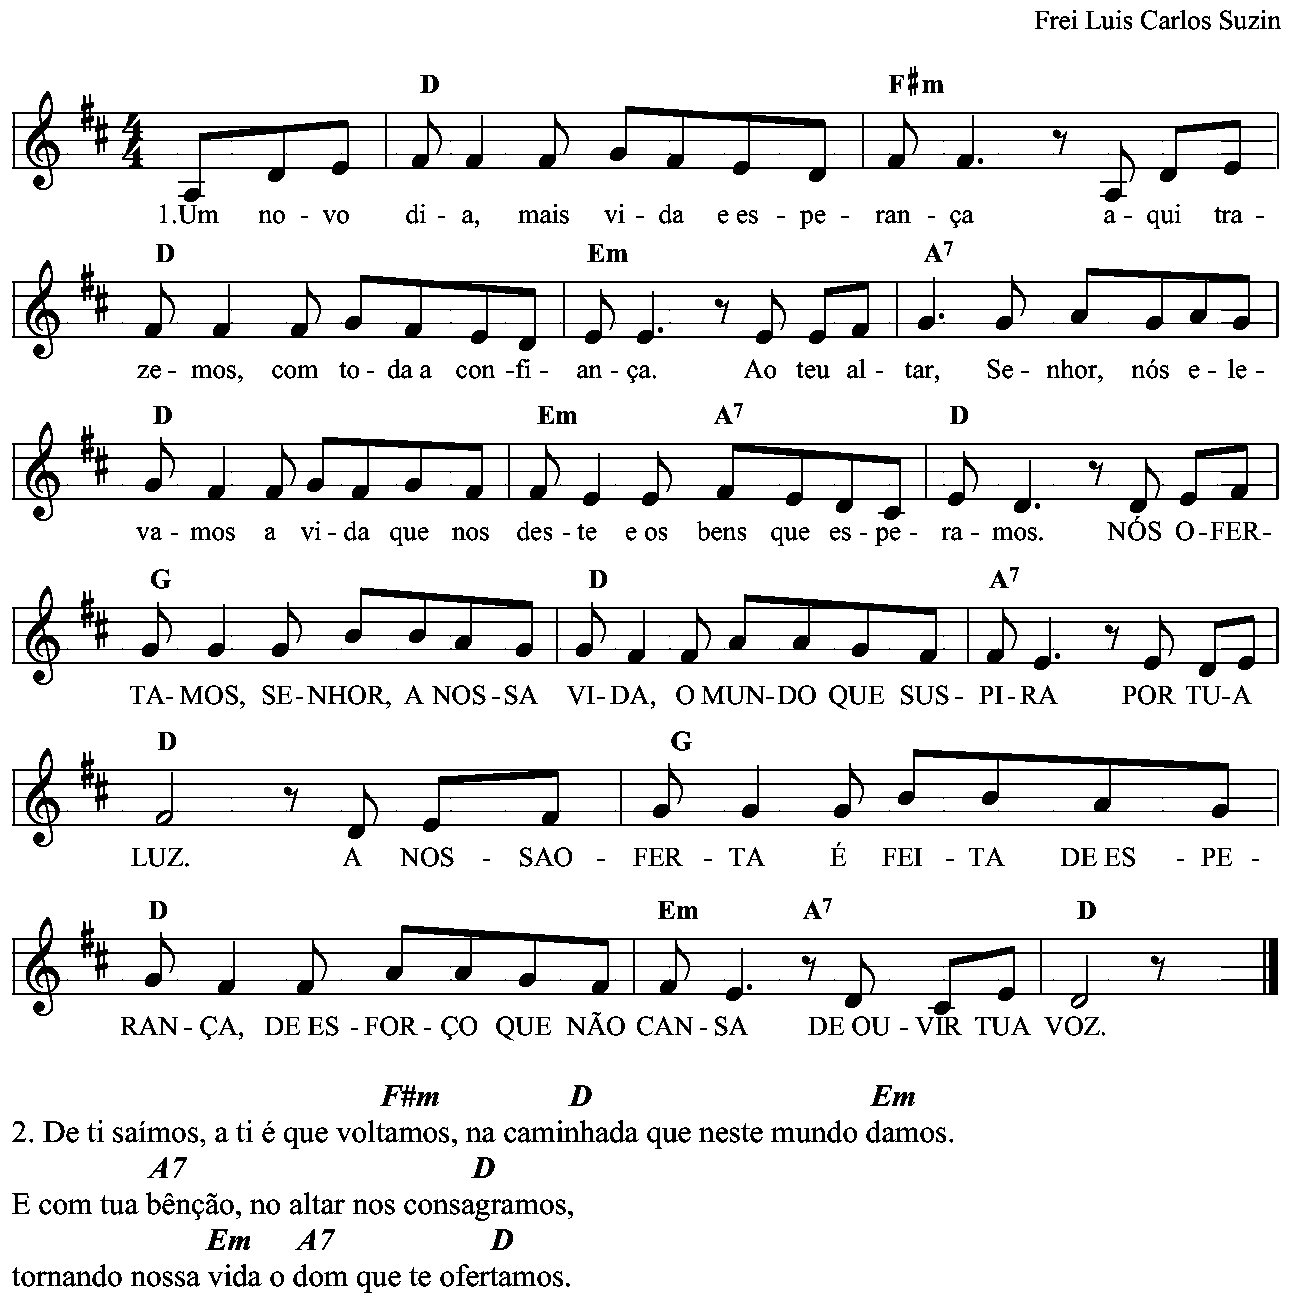 Frei Luis Carlos Suzin
D F♯m
1.Um no - vo di - a, mais vi - da e es - pe - ran - ça a - qui tra -
D Em A7
ze - mos, com to - da a con - fi - an - ça. Ao teu al - tar, Se - nhor, nós e - le -
D Em A7 D
va - mos a vi - da que nos des - te e os bens que es - pe - ra - mos. NÓS O - FER -
G D A7
TA - MOS, SE - NHOR, A NOS - SA VI - DA, O MUN - DO QUE SUS - PI - RA POR TU - A
D G
LUZ. A NOS - SAO - FER - TA É FEI - TA DE ES - PE -
D Em A7 D
RAN - ÇA, DE ES - FOR - ÇO QUE NÃO CAN - SA DE OU - VIR TUA VOZ.
F#m D Em
2. De ti saímos, a ti é que voltamos, na caminhada que neste mundo damos.
A7 D
E com tua bênção, no altar nos consagramos,
Em A7 D
tornando nossa vida o dom que te ofertamos.